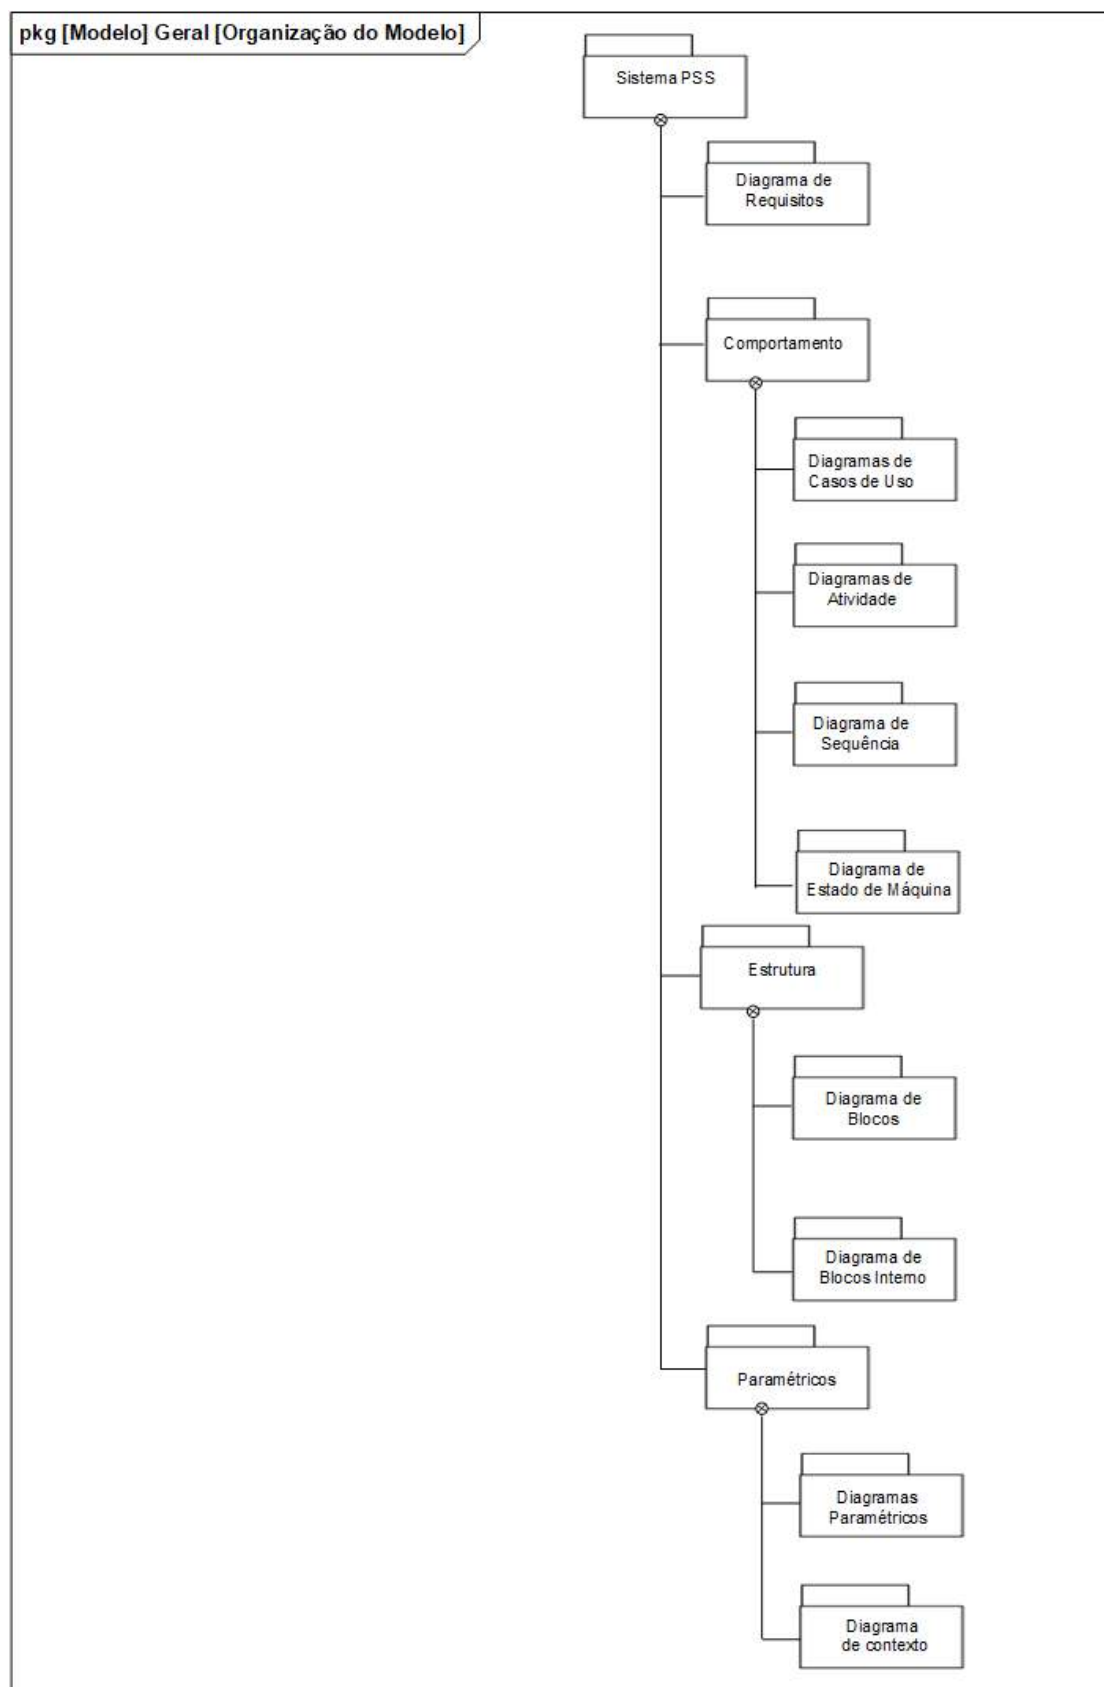 pkg [Modelo] Geral [Organização do Modelo]
Sistema PSS
Diagrama de
Requisitos
Comportamento
Diagramas de
Casos de Uso
Diagramas de
Atividade
Diagrama de
Sequência
Diagrama de
Estado de Máquina
Estrutura
Diagrama de
Blocos
Diagrama de
Blocos Interno
Paramétricos
Diagramas
Paramétricos
Diagrama
de contexto